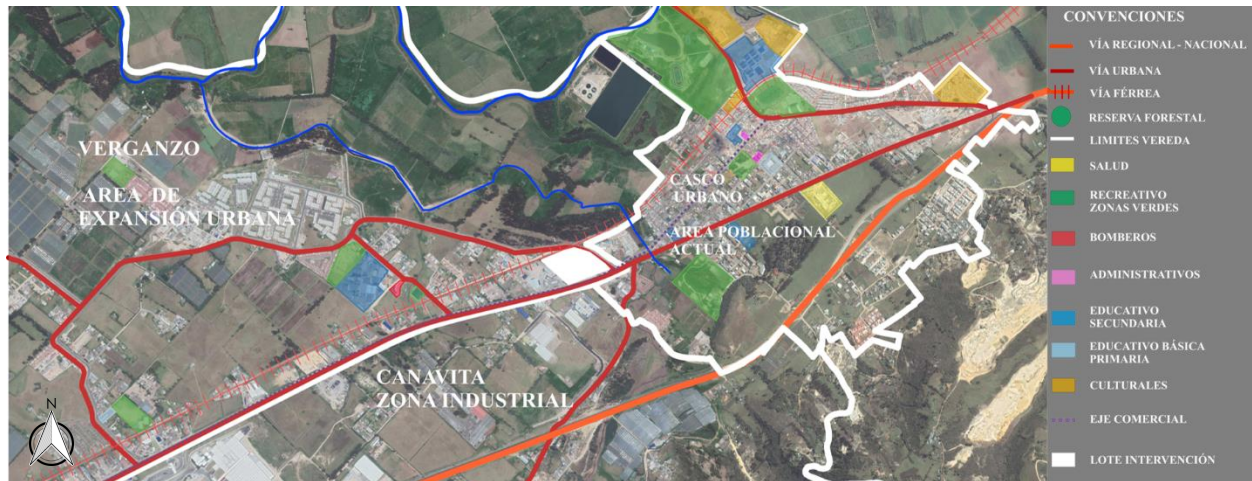 VERGANZO
AREA DE
EXPANSIÓN URBANA
CASCO
URBANO
AREA POBLACIONAL
ACTUAL
CANAVITA
ZONA INDUSTRIAL
N
CONVENCIONES
VÍA REGIONAL - NACIONAL
VÍA URBANA
VÍA FÉRREA
RESERVA FORESTAL
LIMITES VEREDA
SALUD
RECREATIVO
ZONAS VERDES
BOMBEROS
ADMINISTRATIVOS
EDUCATIVO
SECUNDARIA
EDUCATIVO BÁSICA
PRIMARIA
CULTURALES
EJE COMERCIAL
LOTE INTERVENCIÓN